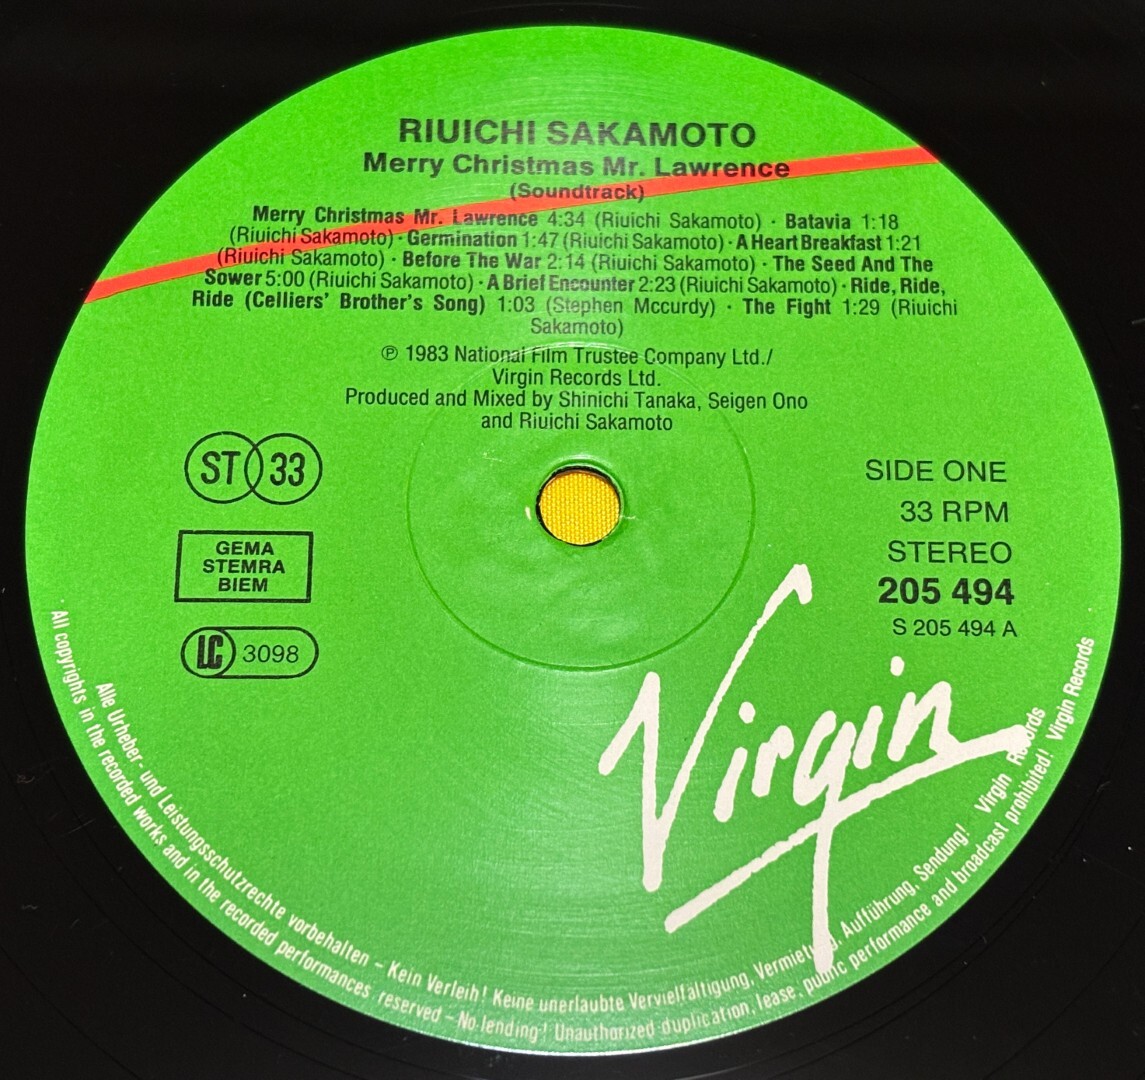 RIUICHI SAKAMOTO
Merry Christmas Mr. Lawrence
(Soundtrack)
Merry Christmas Mr. Lawrence 4:34 (Riuichi Sakamoto) · Batavia 1:18
(Riuichi Sakamoto) · Germination 1:47 (Riuichi Sakamoto) · A Heart Breakfast 1:21
(Riuichi Sakamoto) · Before The War 2:14 (Riuichi Sakamoto) · The Seed And The
Sower 5:00 (Riuichi Sakamoto) · A Brief Encounter 2:23 (Riuichi Sakamoto) · Ride, Ride,
Ride (Celliers' Brother's Song) 1:03 (Stephen Mccurdy) · The Fight 1:29 (Riuichi
Sakamoto)
℗ 1983 National Film Trustee Company Ltd./
Virgin Records Ltd.
Produced and Mixed by Shinichi Tanaka, Seigen Ono
and Riuichi Sakamoto
ST 33
GEMA
STEMRA
BIEM
LC 3098
SIDE ONE
33 RPM
STEREO
205 494
S 205 494 A
Virgin
Alle Urheber- und Leistungsschutzrechte vorbehalten – Kein Verleih! Keine unerlaubte Vervielfältigung, Vermietung, Aufführung, Sendung! Virgin Records
· All copyrights in the recorded works and in the recorded performances reserved – No lending! Unauthorized duplication, lease, public performance and broadcast prohibited! Virgin Records